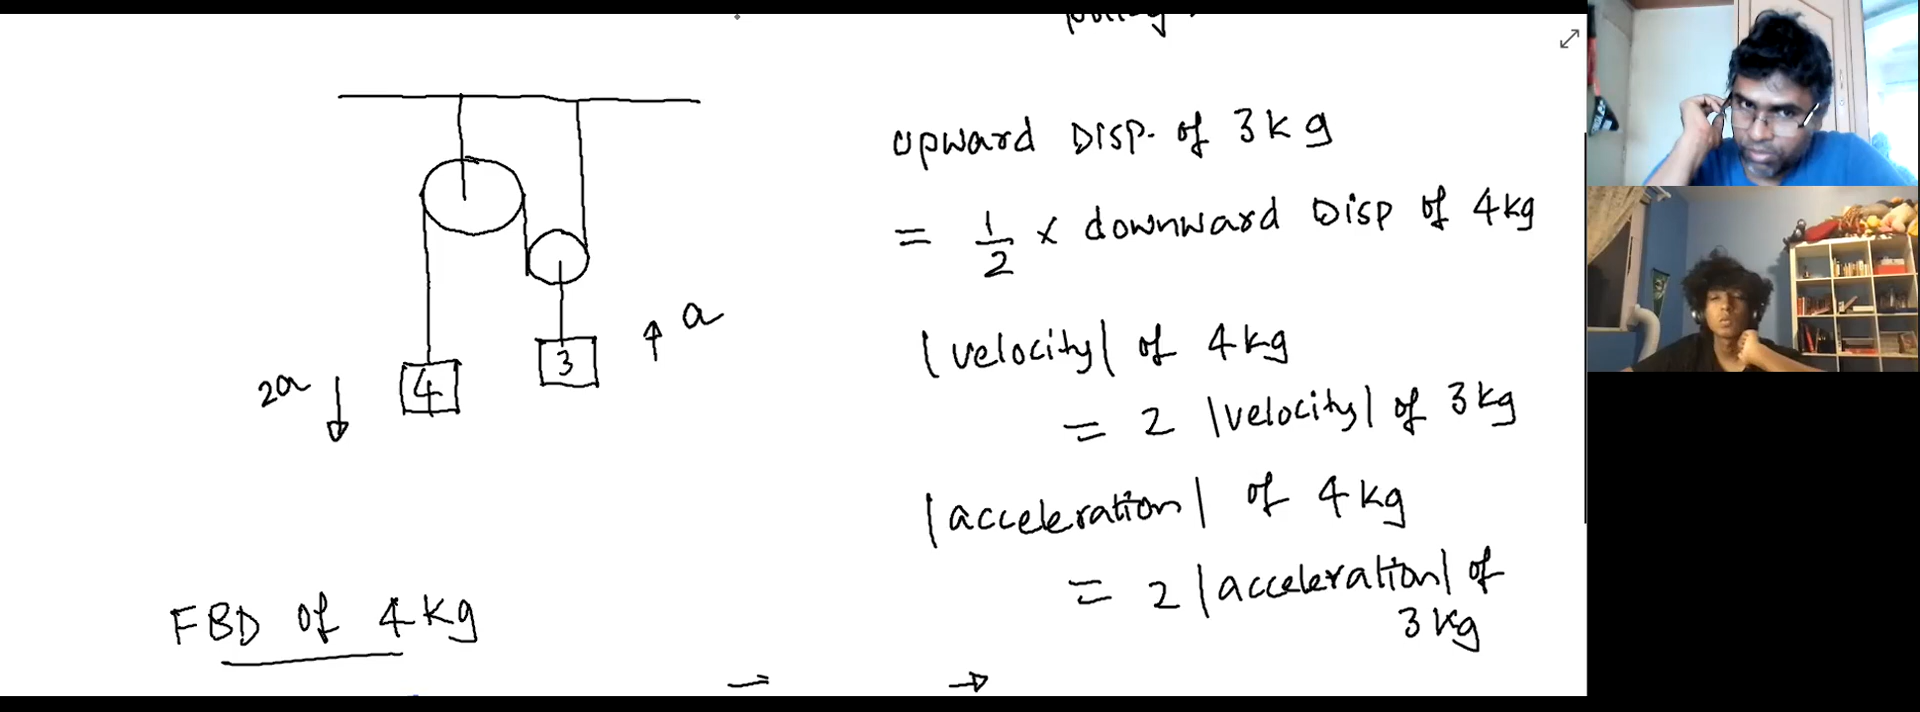 upward Disp. of 3kg
= 1/2 × downward Disp of 4kg
|velocity| of 4kg
= 2 |velocity| of 3kg
|acceleration| of 4kg
= 2 |acceleration| of
3kg
a
3
2a
4
FBD of 4kg